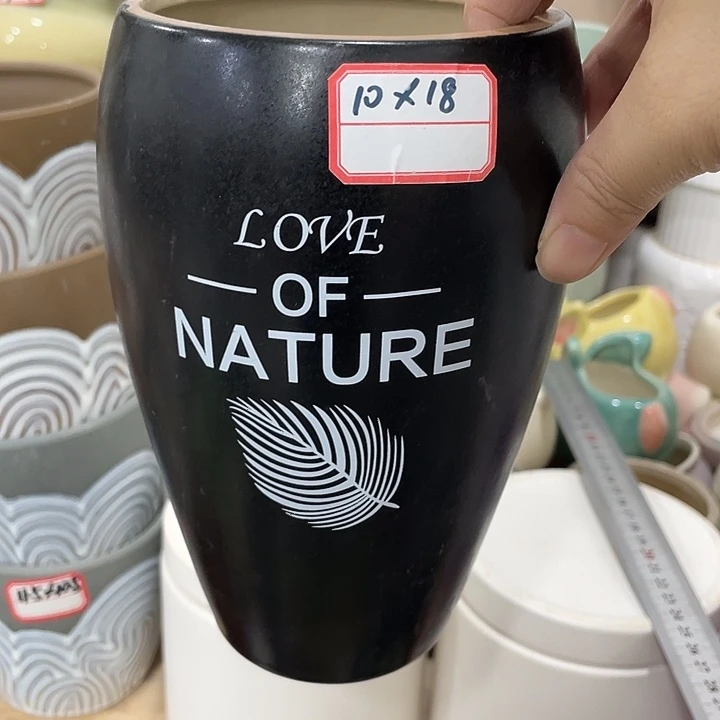 10 x 18
LOVE
— OF —
NATURE